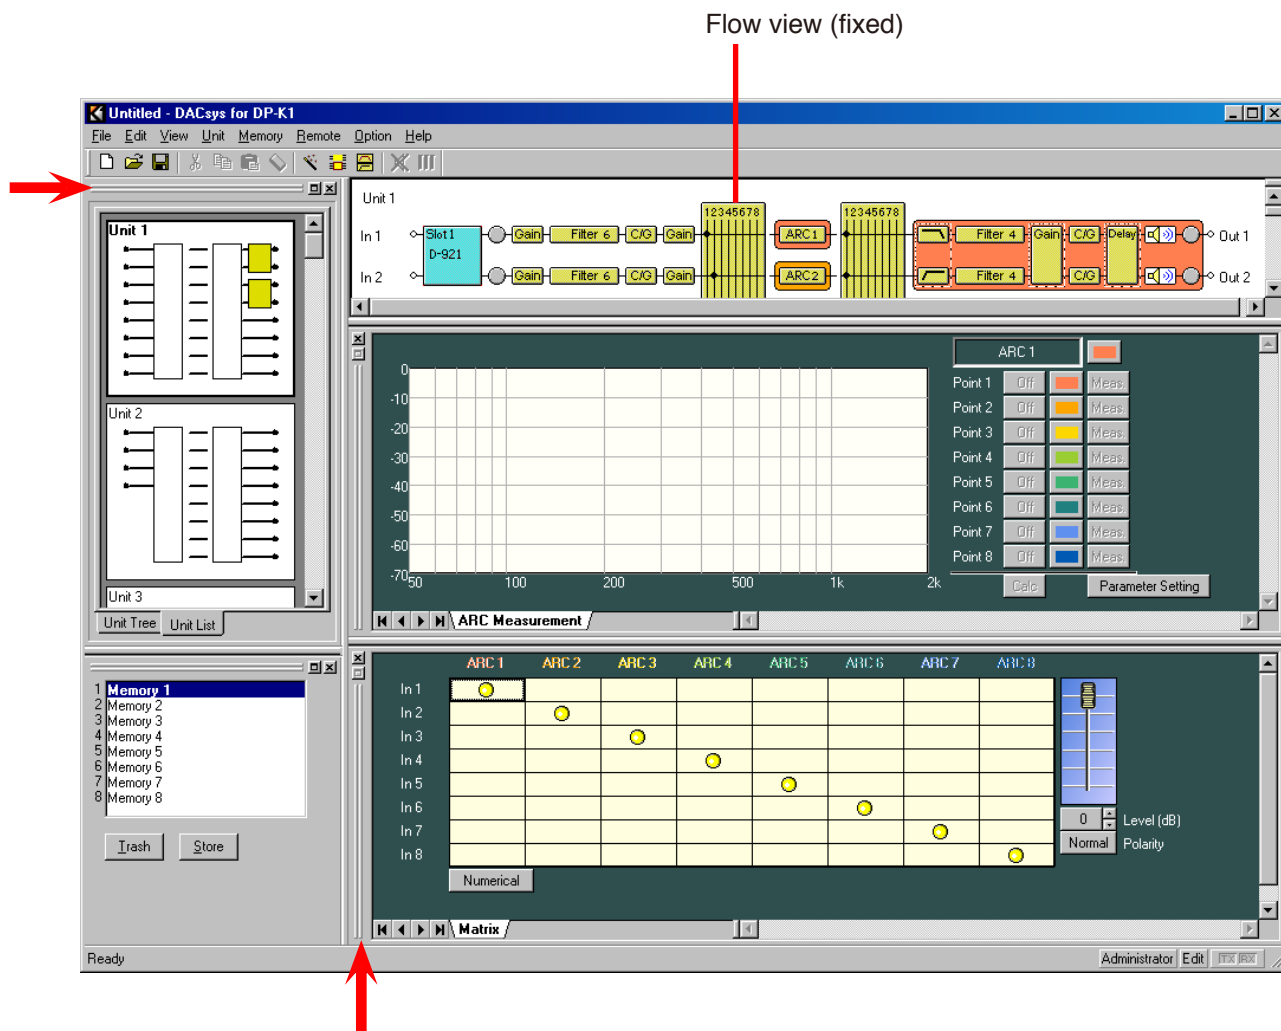 Flow view (fixed)
Untitled - DACsys for DP-K1
File Edit View Unit Memory Remote Option Help
Unit 1
Unit 2
Unit 3
Unit Tree Unit List
Unit 1
12345678 12345678
In 1 Slot1 Gain Filter 6 C/G Gain ARC1 Filter 4 Gain C/G Delay Out 1
D-921
In 2 Gain Filter 6 C/G Gain ARC2 Filter 4 C/G Out 2
ARC 1
0
-10
-20
-30
-40
-50
-60
-70
50 100 200 500 1k 2k
Point 1 Off Meas.
Point 2 Off Meas.
Point 3 Off Meas.
Point 4 Off Meas.
Point 5 Off Meas.
Point 6 Off Meas.
Point 7 Off Meas.
Point 8 Off Meas.
Calc Parameter Setting
ARC Measurement
1 Memory 1
2 Memory 2
3 Memory 3
4 Memory 4
5 Memory 5
6 Memory 6
7 Memory 7
8 Memory 8
Trash Store
ARC 1 ARC 2 ARC 3 ARC 4 ARC 5 ARC 6 ARC 7 ARC 8
In 1
In 2
In 3
In 4
In 5
In 6
In 7
In 8
0 Level (dB)
Normal Polarity
Numerical
Matrix
Ready Administrator Edit TX RX